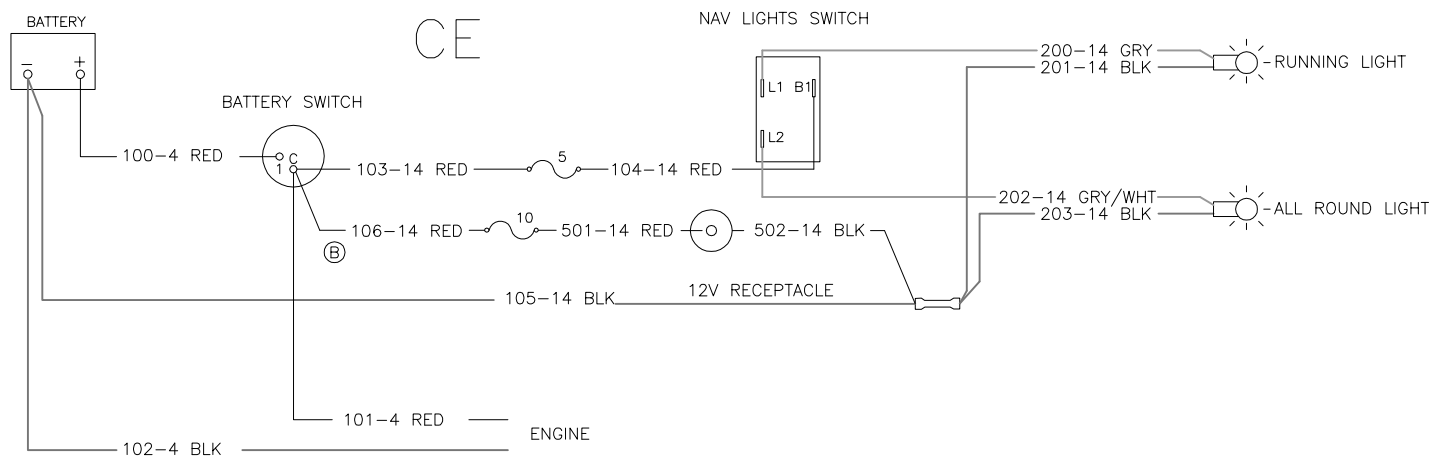 BATTERY
CE
NAV LIGHTS SWITCH
− +
200−14 GRY
201−14 BLK
RUNNING LIGHT
L1 B1
BATTERY SWITCH
L2
100−4 RED
C
1
103−14 RED
5
104−14 RED
202−14 GRY/WHT
203−14 BLK
ALL ROUND LIGHT
106−14 RED
10
501−14 RED
502−14 BLK
B
105−14 BLK
12V RECEPTACLE
101−4 RED
ENGINE
102−4 BLK